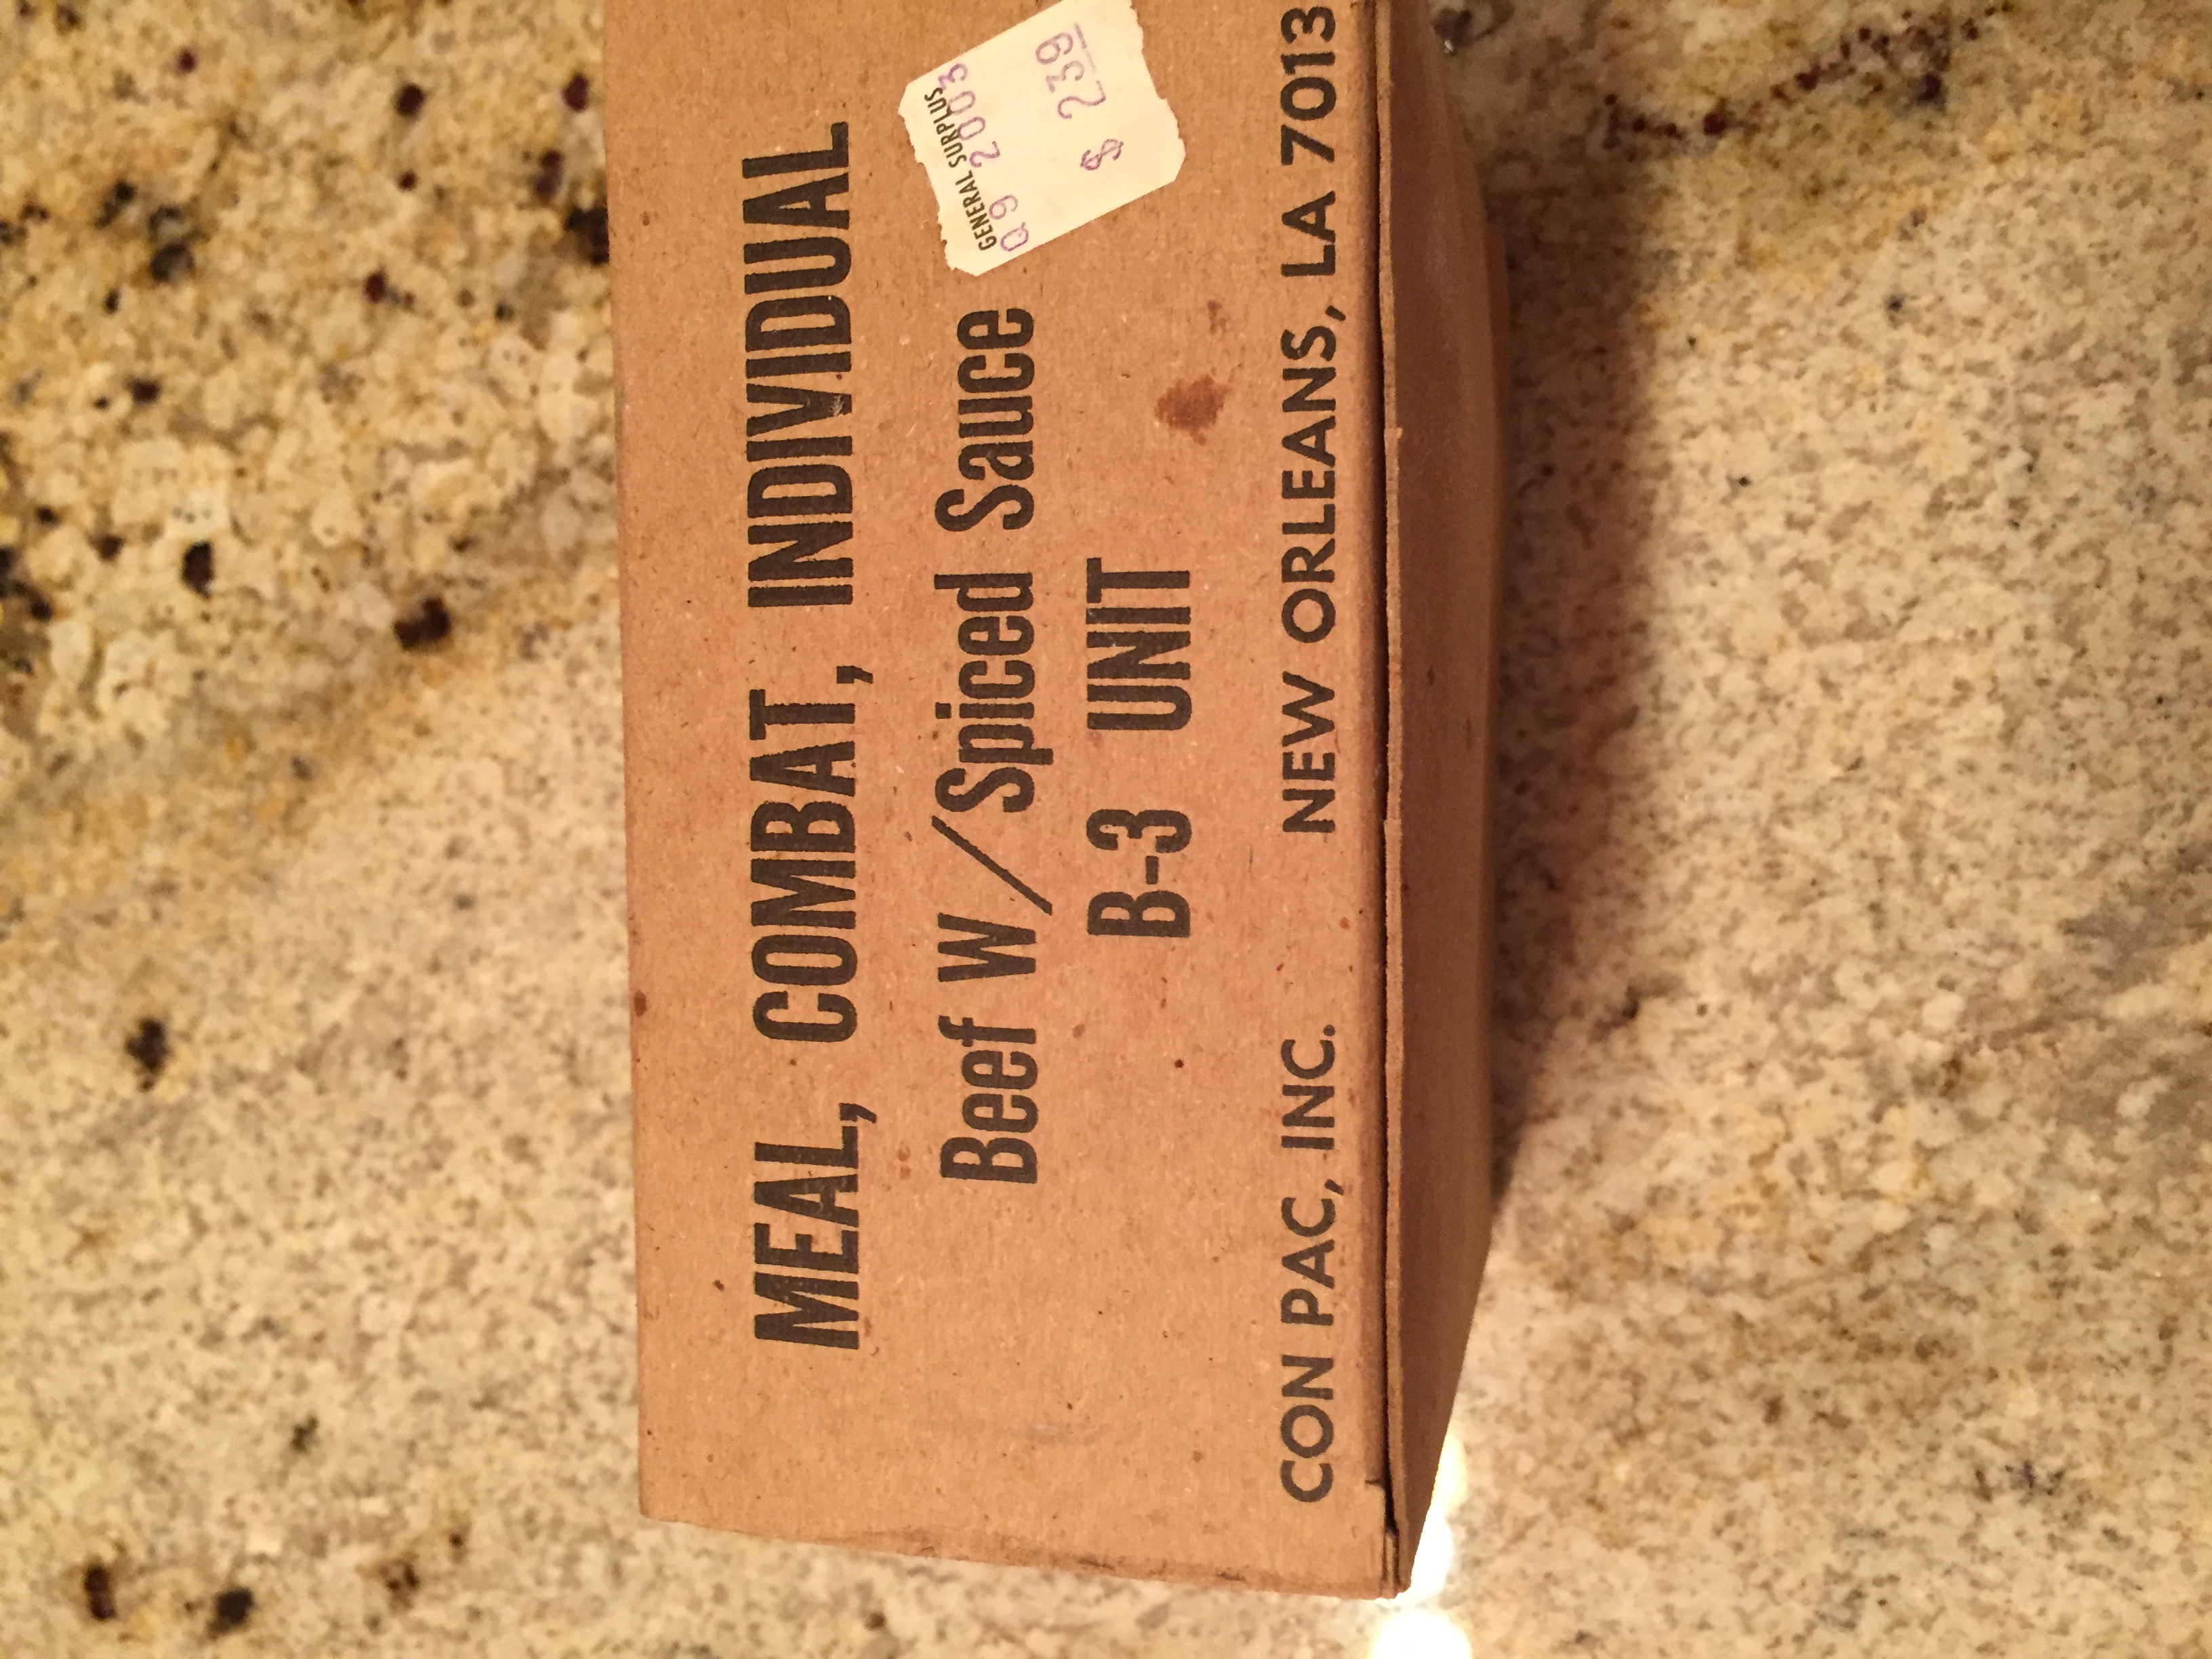 MEAL, COMBAT, INDIVIDUAL
Beef W/Spiced Sauce
B-3 UNIT
CON PAC, INC. NEW ORLEANS, LA 7013
GENERAL SURPLUS
Q9 2003
$ 239